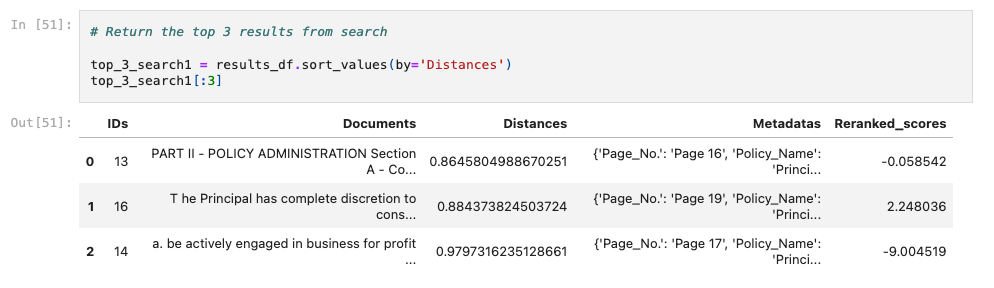 In [51]:
# Return the top 3 results from search
top_3_search1 = results_df.sort_values(by='Distances')
top_3_search1[:3]
Out[51]:
IDs Documents Distances Metadatas Reranked_scores
0 13 PART II - POLICY ADMINISTRATION Section A - Co... 0.8645804988670251 {'Page_No.': 'Page 16', 'Policy_Name': 'Princi... -0.058542
1 16 T he Principal has complete discretion to cons... 0.884373824503724 {'Page_No.': 'Page 19', 'Policy_Name': 'Princi... 2.248036
2 14 a. be actively engaged in business for profit ... 0.9797316235128661 {'Page_No.': 'Page 17', 'Policy_Name': 'Princi... -9.004519